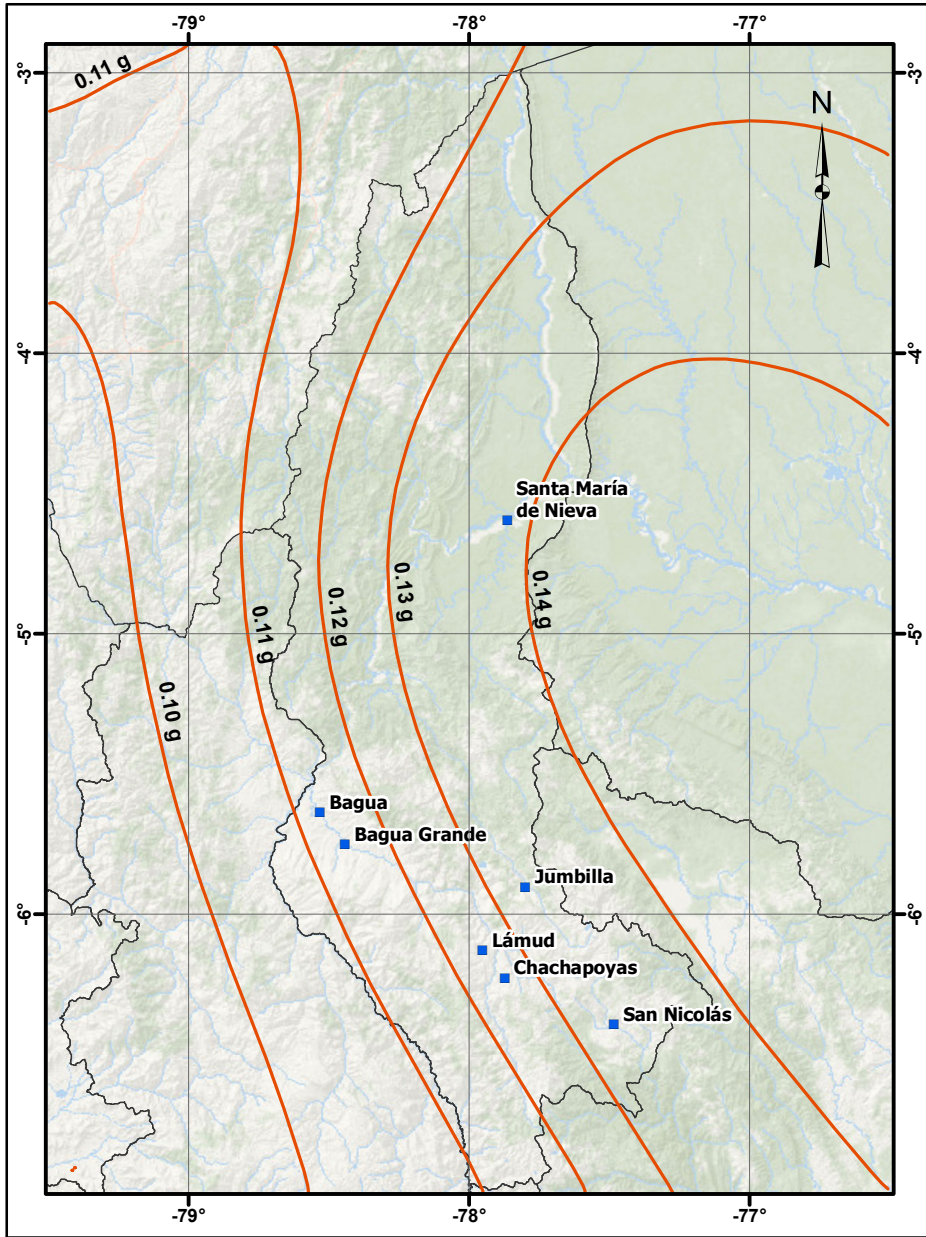 -79°
-78°
-77°
0.11 g
-3°
-3°
N
-4°
-4°
Santa María
de Nieva
0.14 g
0.13 g
0.12 g
0.11 g
-5°
-5°
0.10 g
Bagua
Bagua Grande
Jumbilla
-6°
-6°
Lámud
Chachapoyas
San Nicolás
-79°
-78°
-77°